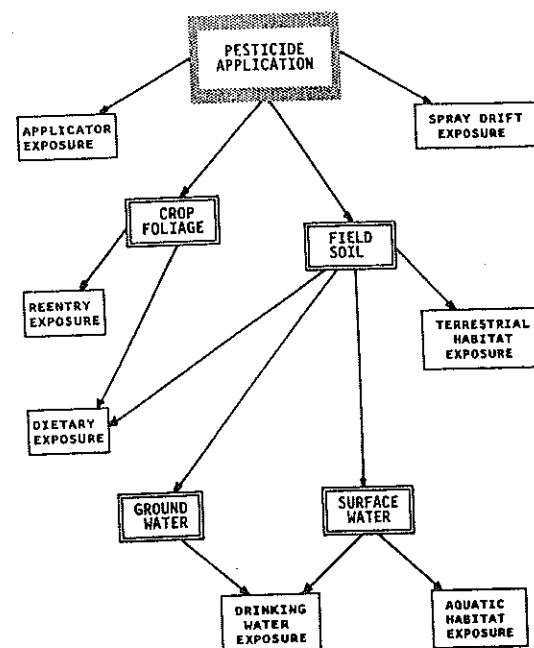 PESTICIDE
APPLICATION
APPLICATOR
EXPOSURE
SPRAY DRIFT
EXPOSURE
CROP
FOLIAGE
FIELD
SOIL
REENTRY
EXPOSURE
TERRESTRIAL
HABITAT
EXPOSURE
DIETARY
EXPOSURE
GROUND
WATER
SURFACE
WATER
DRINKING
WATER
EXPOSURE
AQUATIC
HABITAT
EXPOSURE